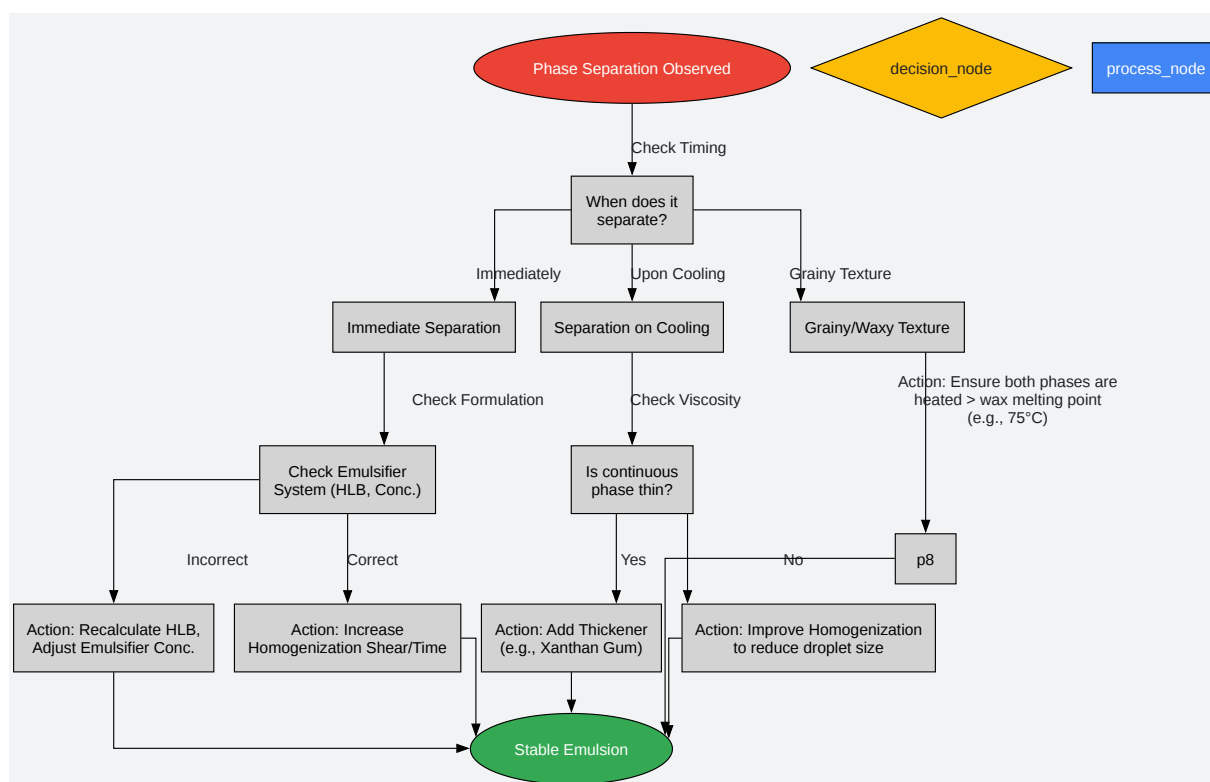 Phase Separation Observed
decision_node
process_node
Check Timing
When does it
separate?
Immediately
Upon Cooling
Grainy Texture
Immediate Separation
Separation on Cooling
Grainy/Waxy Texture
Check Formulation
Check Viscosity
Action: Ensure both phases are
heated > wax melting point
(e.g., 75°C)
Check Emulsifier
System (HLB, Conc.)
Is continuous
phase thin?
Incorrect
Correct
Yes
No
p8
Action: Recalculate HLB,
Adjust Emulsifier Conc.
Action: Increase
Homogenization Shear/Time
Action: Add Thickener
(e.g., Xanthan Gum)
Action: Improve Homogenization
to reduce droplet size
Stable Emulsion